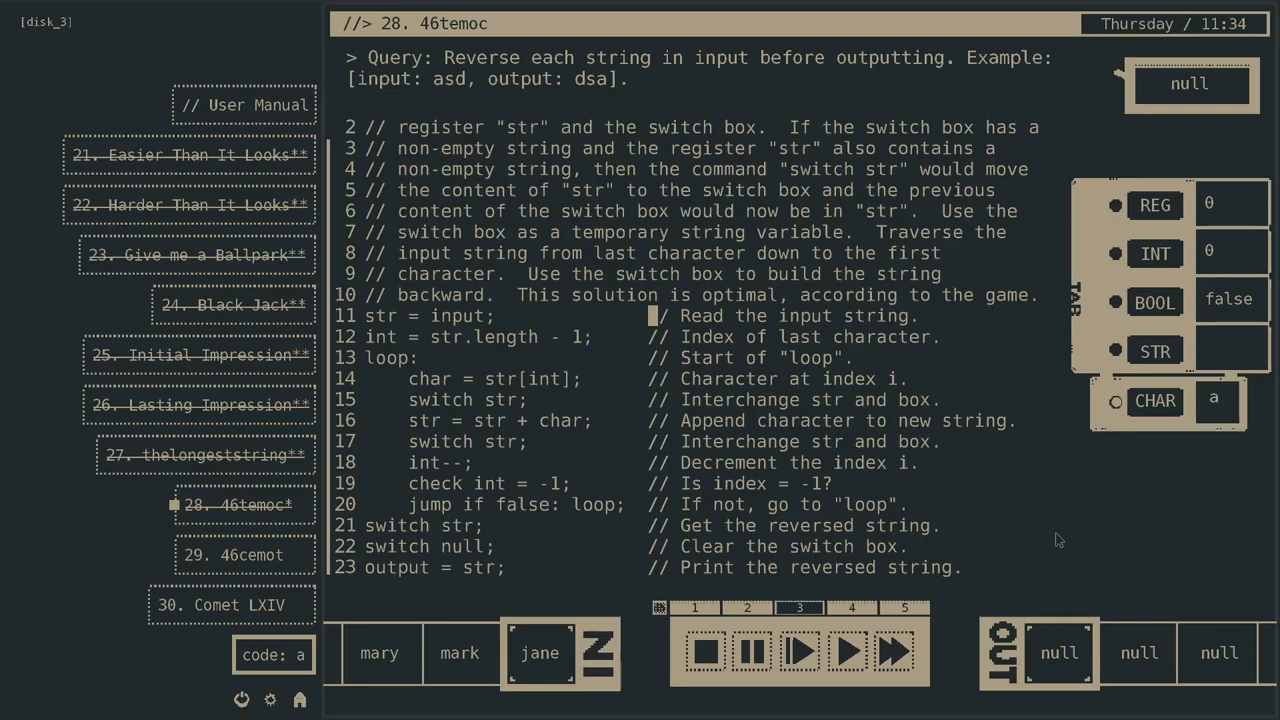 [disk_3]
// User Manual
21. Easier Than It Looks**
22. Harder Than It Looks**
23. Give me a Ballpark**
24. Black Jack**
25. Initial Impression**
26. Lasting Impression**
27. thelongeststring**
28. 46temoc*
29. 46cemot
30. Comet LXIV
code: a
//> 28. 46temoc
Thursday / 11:34
> Query: Reverse each string in input before outputting. Example:
[input: asd, output: dsa].
2 // register "str" and the switch box.  If the switch box has a
3 // non-empty string and the register "str" also contains a
4 // non-empty string, then the command "switch str" would move
5 // the content of "str" to the switch box and the previous
6 // content of the switch box would now be in "str".  Use the
7 // switch box as a temporary string variable.  Traverse the
8 // input string from last character down to the first
9 // character.  Use the switch box to build the string
10 // backward.  This solution is optimal, according to the game.
11 str = input; / Read the input string.
12 int = str.length - 1; // Index of last character.
13 loop: // Start of "loop".
14 char = str[int]; // Character at index i.
15 switch str; // Interchange str and box.
16 str = str + char; // Append character to new string.
17 switch str; // Interchange str and box.
18 int--; // Decrement the index i.
19 check int = -1; // Is index = -1?
20 jump if false: loop; // If not, go to "loop".
21 switch str; // Get the reversed string.
22 switch null; // Clear the switch box.
23 output = str; // Print the reversed string.
null
TAB
REG 0
INT 0
BOOL false
STR
CHAR a
1 2 3 4 5
mary mark jane IN
OUT null null null